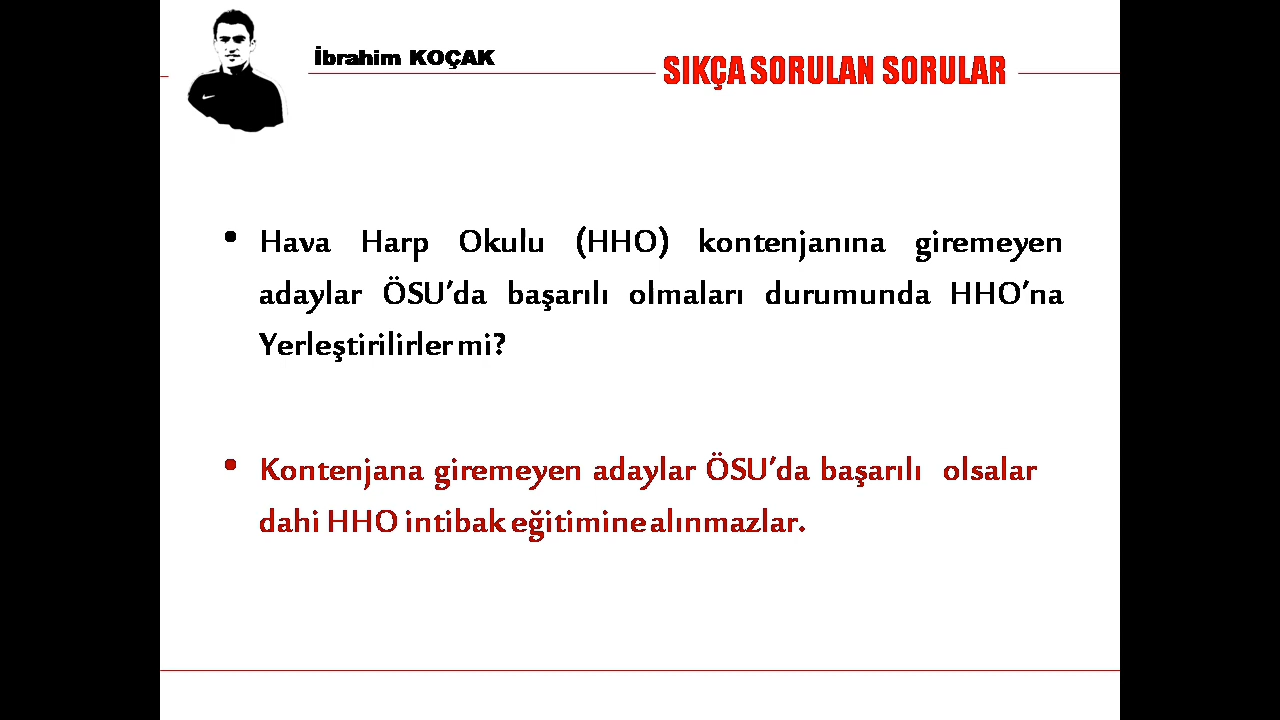 İbrahim KOÇAK
SIKÇA SORULAN SORULAR
• Hava Harp Okulu (HHO) kontenjanına giremeyen
adaylar ÖSU'da başarılı olmaları durumunda HHO'na
Yerleştirilirler mi?
• Kontenjana giremeyen adaylar ÖSU'da başarılı olsalar
dahi HHO intibak eğitimine alınmazlar.